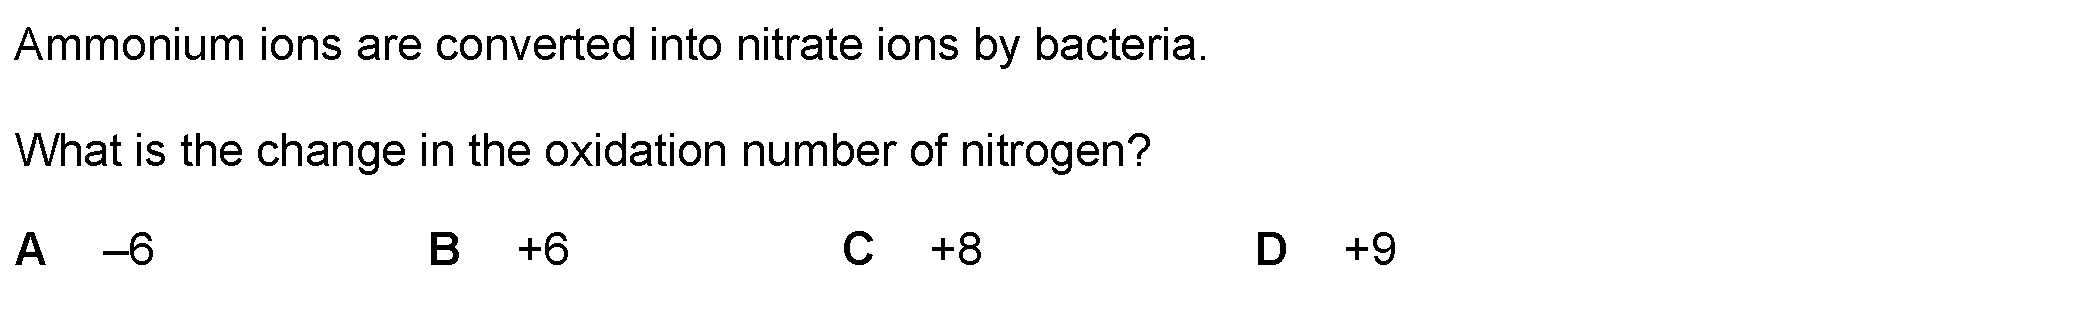 Ammonium ions are converted into nitrate ions by bacteria.
What is the change in the oxidation number of nitrogen?
A –6 B +6 C +8 D +9